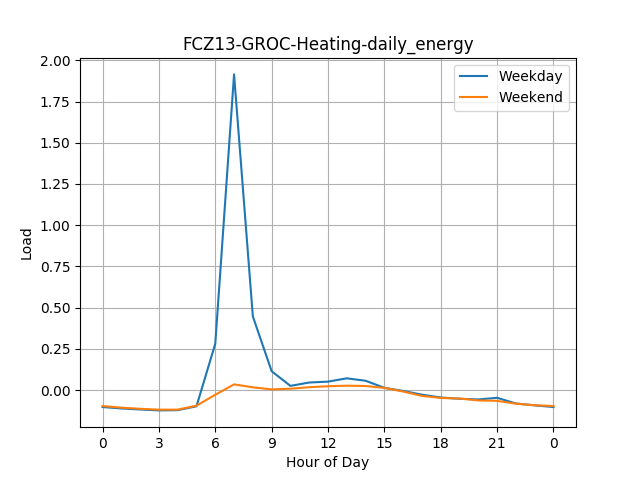 FCZ13-GROC-Heating-daily_energy
Weekday
Weekend
Load
2.00
1.75
1.50
1.25
1.00
0.75
0.50
0.25
0.00
0 3 6 9 12 15 18 21 0
Hour of Day